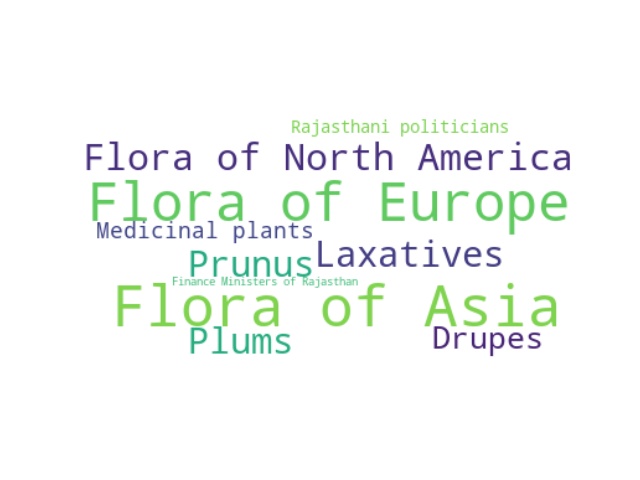 Rajasthani politicians
Flora of North America
Flora of Europe
Medicinal plants
Laxatives
Prunus
Finance Ministers of Rajasthan
Flora of Asia
Plums
Drupes